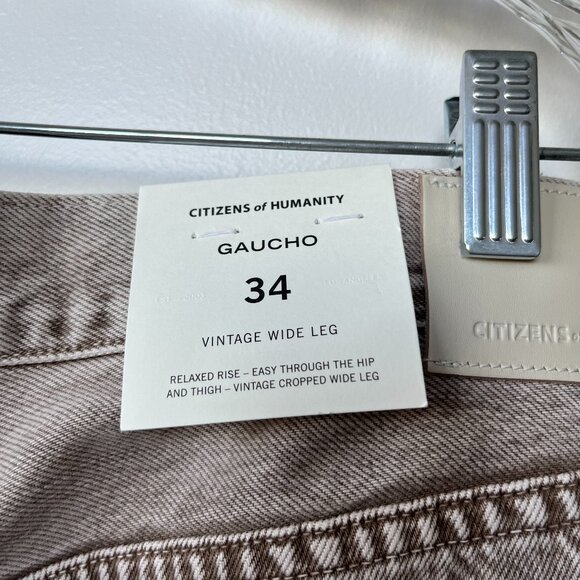 CITIZENS of HUMANITY
GAUCHO
34
VINTAGE WIDE LEG
RELAXED RISE – EASY THROUGH THE HIP
AND THIGH – VINTAGE CROPPED WIDE LEG
CITIZENS